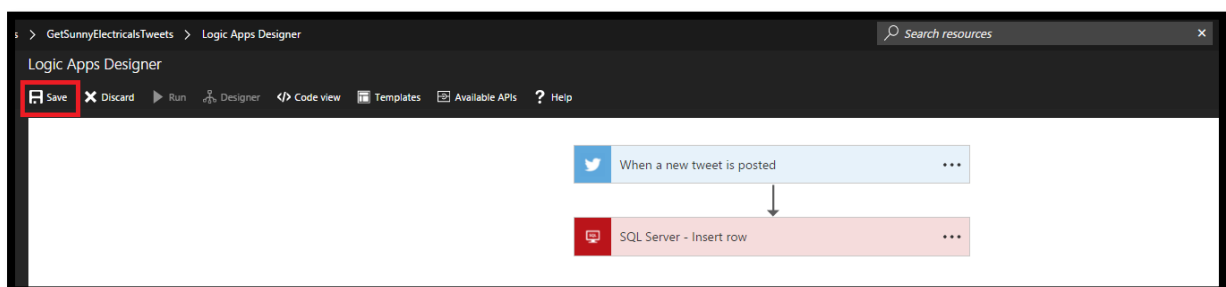 s > GetSunnyElectricalsTweets > Logic Apps Designer Search resources ×
Logic Apps Designer
Save Discard Run Designer </> Code view Templates Available APIs ? Help
When a new tweet is posted ...
SQL Server - Insert row ...